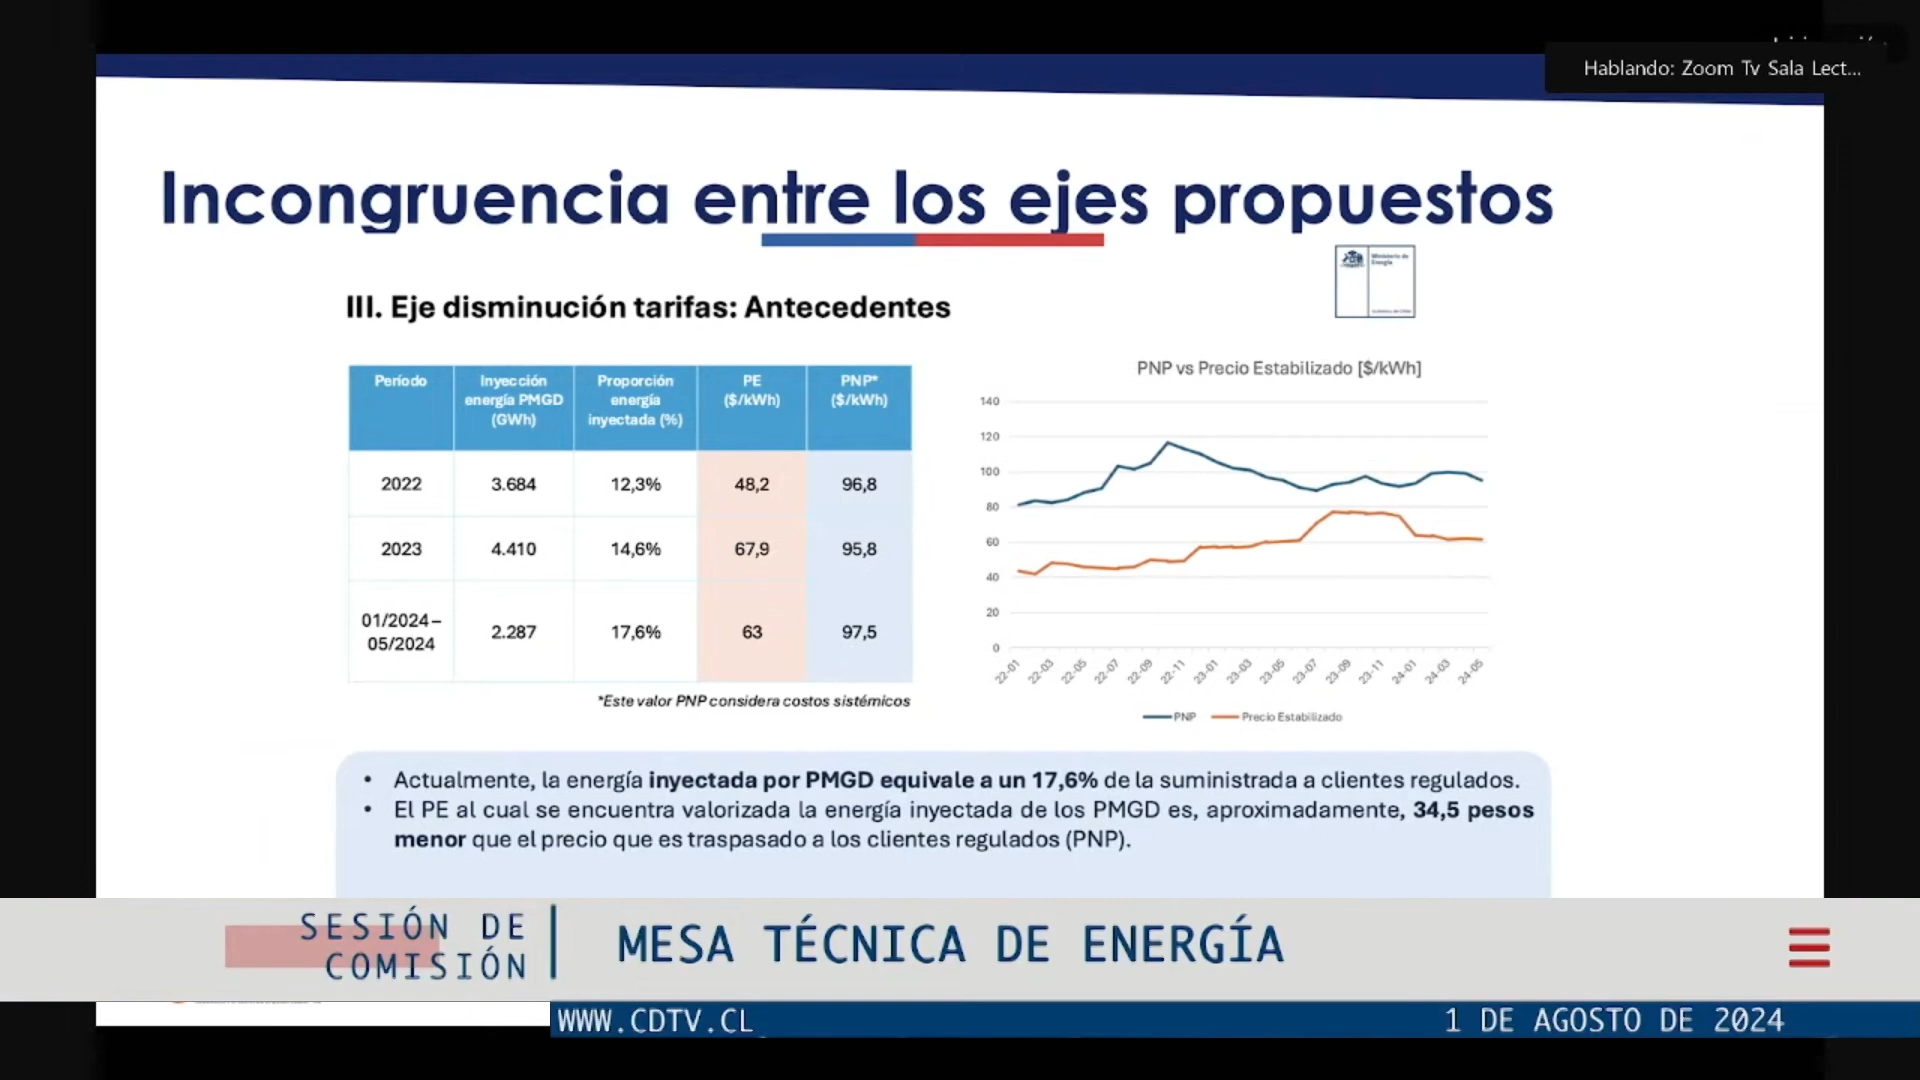 Hablando: Zoom Tv Sala Lect...
Incongruencia entre los ejes propuestos
Ministerio de
Energía
III. Eje disminución tarifas: Antecedentes
Período
Inyección energía PMGD (GWh)
Proporción energía inyectada (%)
PE ($/kWh)
PNP* ($/kWh)
2022 3.684 12,3% 48,2 96,8
2023 4.410 14,6% 67,9 95,8
01/2024–05/2024 2.287 17,6% 63 97,5
*Este valor PNP considera costos sistémicos
PNP vs Precio Estabilizado [$/kWh]
140
120
100
80
60
40
20
0
22-01 22-03 22-05 22-07 22-09 22-11 23-01 23-03 23-05 23-07 23-09 23-11 24-01 24-03 24-05
PNP Precio Estabilizado
• Actualmente, la energía inyectada por PMGD equivale a un 17,6% de la suministrada a clientes regulados.
• El PE al cual se encuentra valorizada la energía inyectada de los PMGD es, aproximadamente, 34,5 pesos
menor que el precio que es traspasado a los clientes regulados (PNP).
SESIÓN DE
COMISIÓN
MESA TÉCNICA DE ENERGÍA
WWW.CDTV.CL
1 DE AGOSTO DE 2024